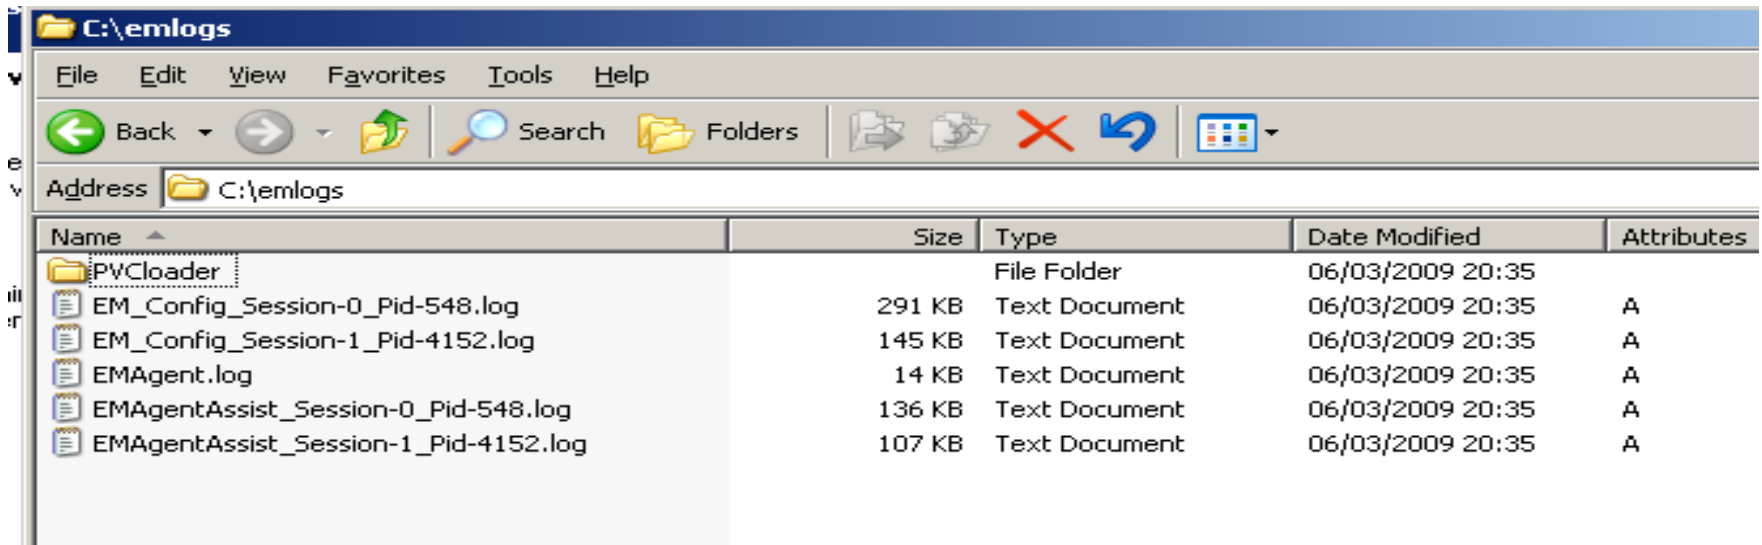 C:\emlogs
File Edit View Favorites Tools Help
Back Search Folders
Address C:\emlogs
Name Size Type Date Modified Attributes
PVCloader File Folder 06/03/2009 20:35
EM_Config_Session-0_Pid-548.log 291 KB Text Document 06/03/2009 20:35 A
EM_Config_Session-1_Pid-4152.log 145 KB Text Document 06/03/2009 20:35 A
EMAgent.log 14 KB Text Document 06/03/2009 20:35 A
EMAgentAssist_Session-0_Pid-548.log 136 KB Text Document 06/03/2009 20:35 A
EMAgentAssist_Session-1_Pid-4152.log 107 KB Text Document 06/03/2009 20:35 A